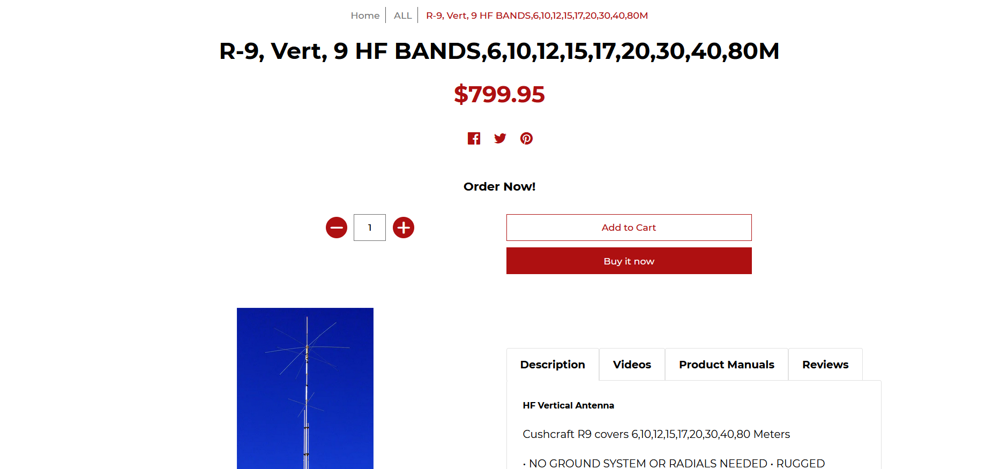 Home ALL R-9, Vert, 9 HF BANDS,6,10,12,15,17,20,30,40,80M
R-9, Vert, 9 HF BANDS,6,10,12,15,17,20,30,40,80M
$799.95
Order Now!
1
Add to Cart
Buy it now
Description Videos Product Manuals Reviews
HF Vertical Antenna
Cushcraft R9 covers 6,10,12,15,17,20,30,40,80 Meters
• NO GROUND SYSTEM OR RADIALS NEEDED • RUGGED